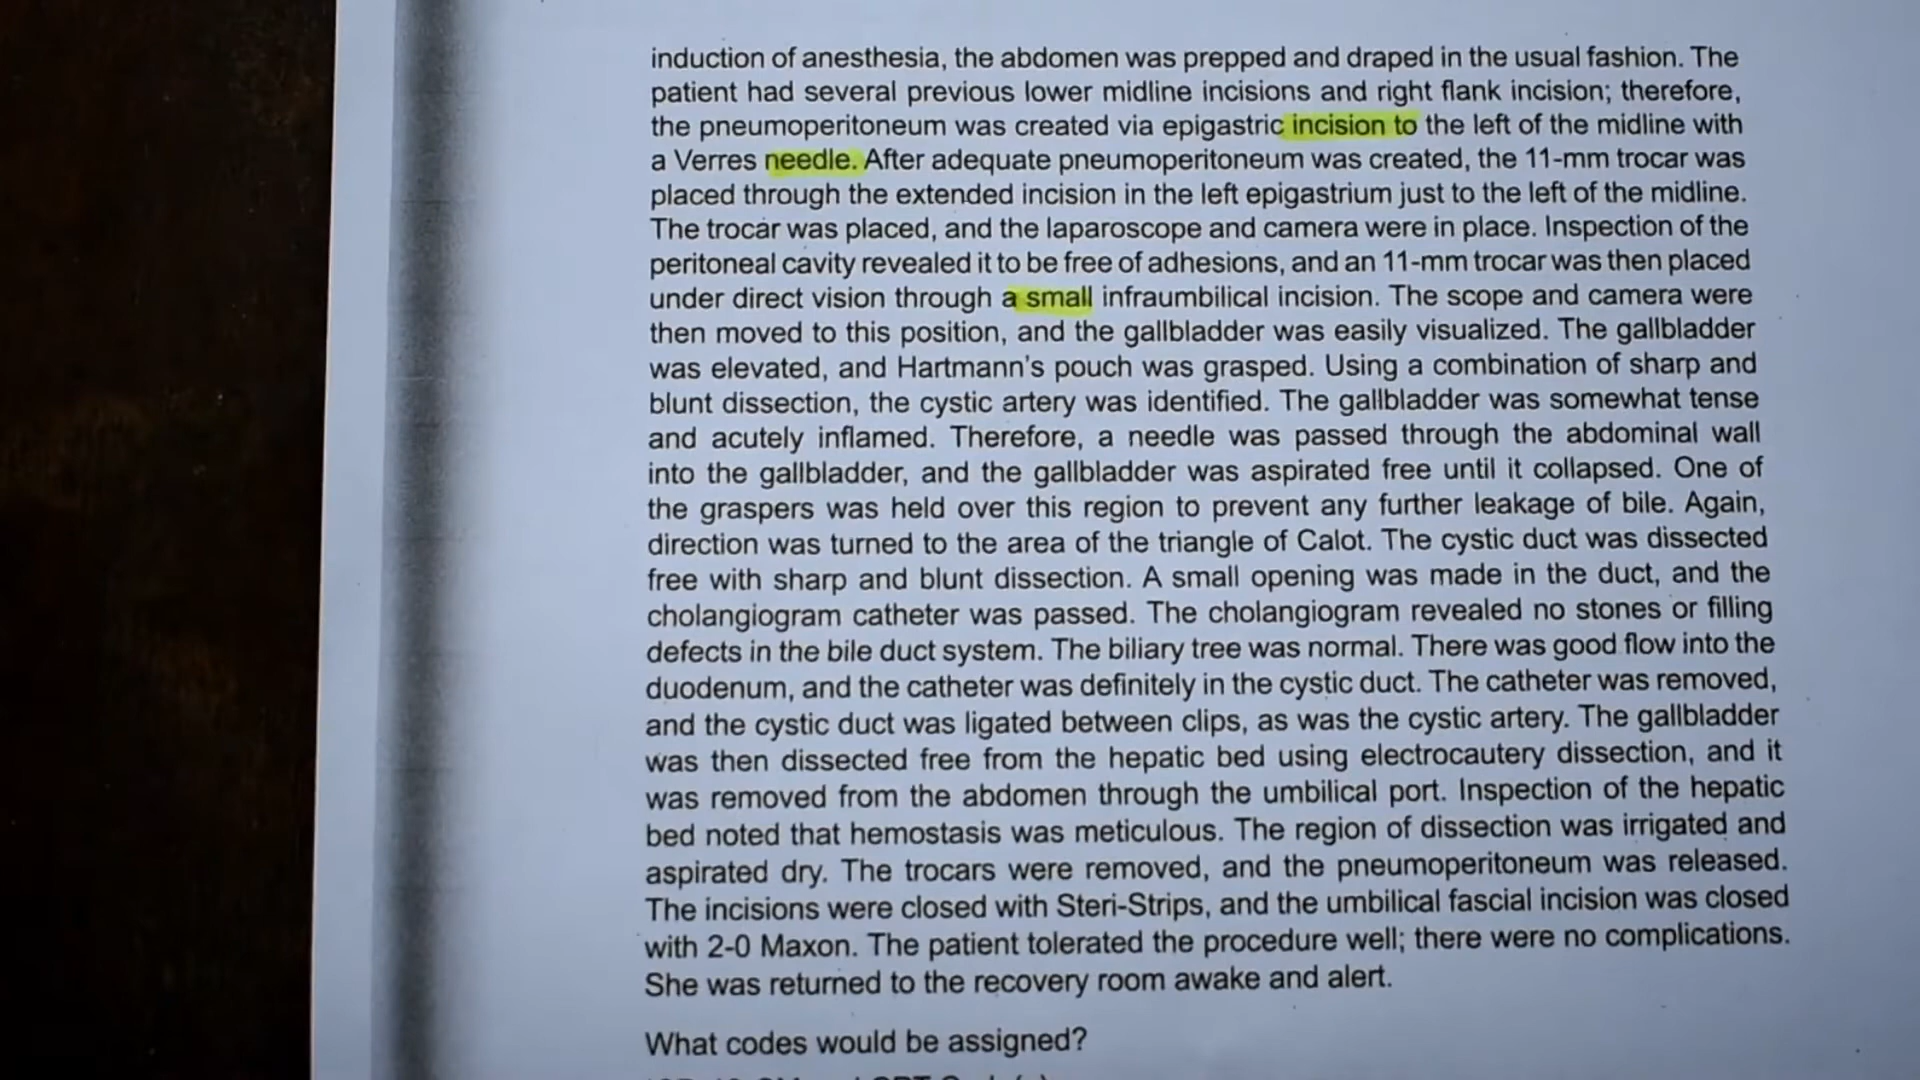 induction of anesthesia, the abdomen was prepped and draped in the usual fashion. The
patient had several previous lower midline incisions and right flank incision; therefore,
the pneumoperitoneum was created via epigastric incision to the left of the midline with
a Verres needle. After adequate pneumoperitoneum was created, the 11-mm trocar was
placed through the extended incision in the left epigastrium just to the left of the midline.
The trocar was placed, and the laparoscope and camera were in place. Inspection of the
peritoneal cavity revealed it to be free of adhesions, and an 11-mm trocar was then placed
under direct vision through a small infraumbilical incision. The scope and camera were
then moved to this position, and the gallbladder was easily visualized. The gallbladder
was elevated, and Hartmann's pouch was grasped. Using a combination of sharp and
blunt dissection, the cystic artery was identified. The gallbladder was somewhat tense
and acutely inflamed. Therefore, a needle was passed through the abdominal wall
into the gallbladder, and the gallbladder was aspirated free until it collapsed. One of
the graspers was held over this region to prevent any further leakage of bile. Again,
direction was turned to the area of the triangle of Calot. The cystic duct was dissected
free with sharp and blunt dissection. A small opening was made in the duct, and the
cholangiogram catheter was passed. The cholangiogram revealed no stones or filling
defects in the bile duct system. The biliary tree was normal. There was good flow into the
duodenum, and the catheter was definitely in the cystic duct. The catheter was removed,
and the cystic duct was ligated between clips, as was the cystic artery. The gallbladder
was then dissected free from the hepatic bed using electrocautery dissection, and it
was removed from the abdomen through the umbilical port. Inspection of the hepatic
bed noted that hemostasis was meticulous. The region of dissection was irrigated and
aspirated dry. The trocars were removed, and the pneumoperitoneum was released.
The incisions were closed with Steri-Strips, and the umbilical fascial incision was closed
with 2-0 Maxon. The patient tolerated the procedure well; there were no complications.
She was returned to the recovery room awake and alert.
What codes would be assigned?